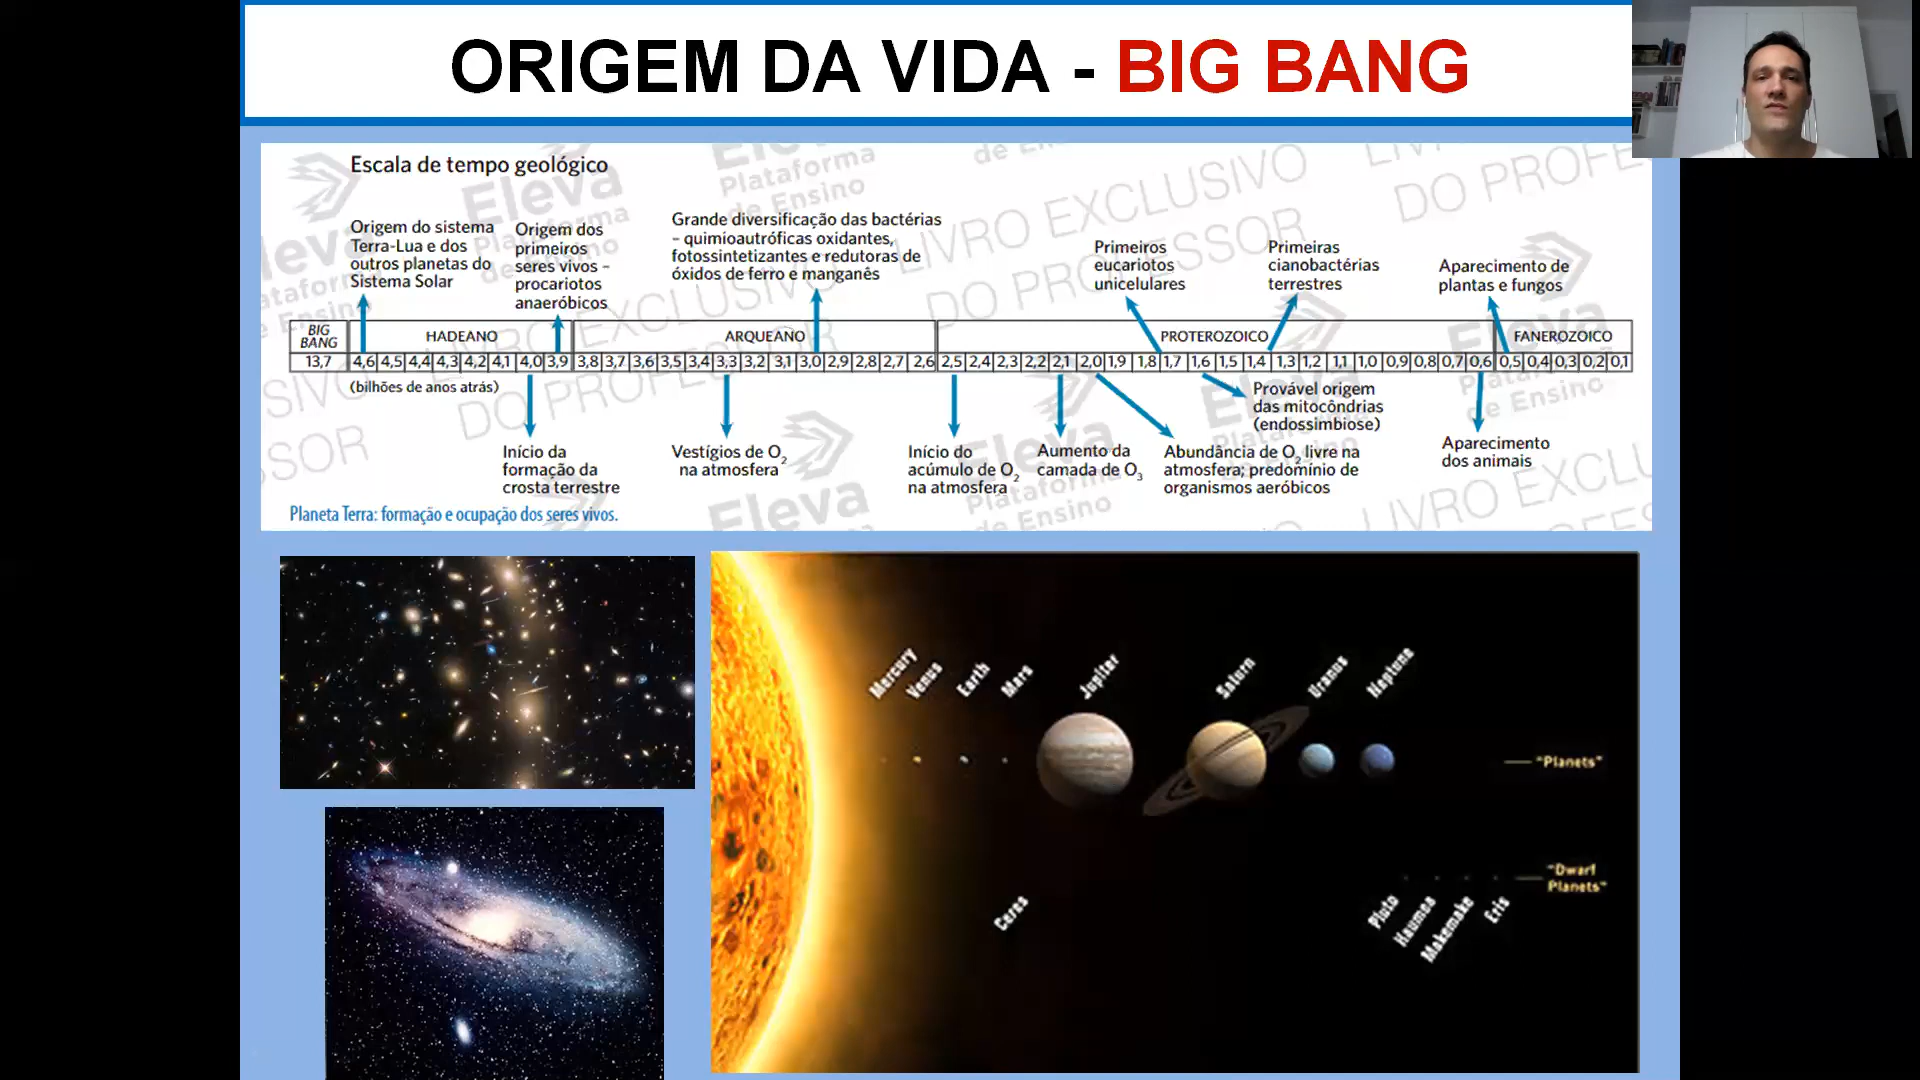 ORIGEM DA VIDA - BIG BANG
Escala de tempo geológico
Origem do sistema
Terra-Lua e dos
outros planetas do
Sistema Solar
Origem dos
primeiros
seres vivos –
procariotos
anaeróbicos
Grande diversificação das bactérias
– quimioautróficas oxidantes,
fotossintetizantes e redutoras de
óxidos de ferro e manganês
Primeiros
eucariotos
unicelulares
Primeiras
cianobactérias
terrestres
Aparecimento de
plantas e fungos
BIG
BANG
HADEANO
ARQUEANO
PROTEROZOICO
FANEROZOICO
13,7 4,6 4,5 4,4 4,3 4,2 4,1 4,0 3,9 3,8 3,7 3,6 3,5 3,4 3,3 3,2 3,1 3,0 2,9 2,8 2,7 2,6 2,5 2,4 2,3 2,2 2,1 2,0 1,9 1,8 1,7 1,6 1,5 1,4 1,3 1,2 1,1 1,0 0,9 0,8 0,7 0,6 0,5 0,4 0,3 0,2 0,1
(bilhões de anos atrás)
Início da
formação da
crosta terrestre
Vestígios de O2
na atmosfera
Início do
acúmulo de O2
na atmosfera
Aumento da
camada de O3
Abundância de O2 livre na
atmosfera; predomínio de
organismos aeróbicos
Provável origem
das mitocôndrias
(endossimbiose)
Aparecimento
dos animais
Planeta Terra: formação e ocupação dos seres vivos.
Eleva
Plataforma
de Ensino
LIVRO EXCLUSIVO
DO PROFESSOR
Mercury
Venus
Earth
Mars
Jupiter
Saturn
Uranus
Neptune
"Planets"
Ceres
Pluto
Haumea
Makemake
Eris
"Dwarf
Planets"